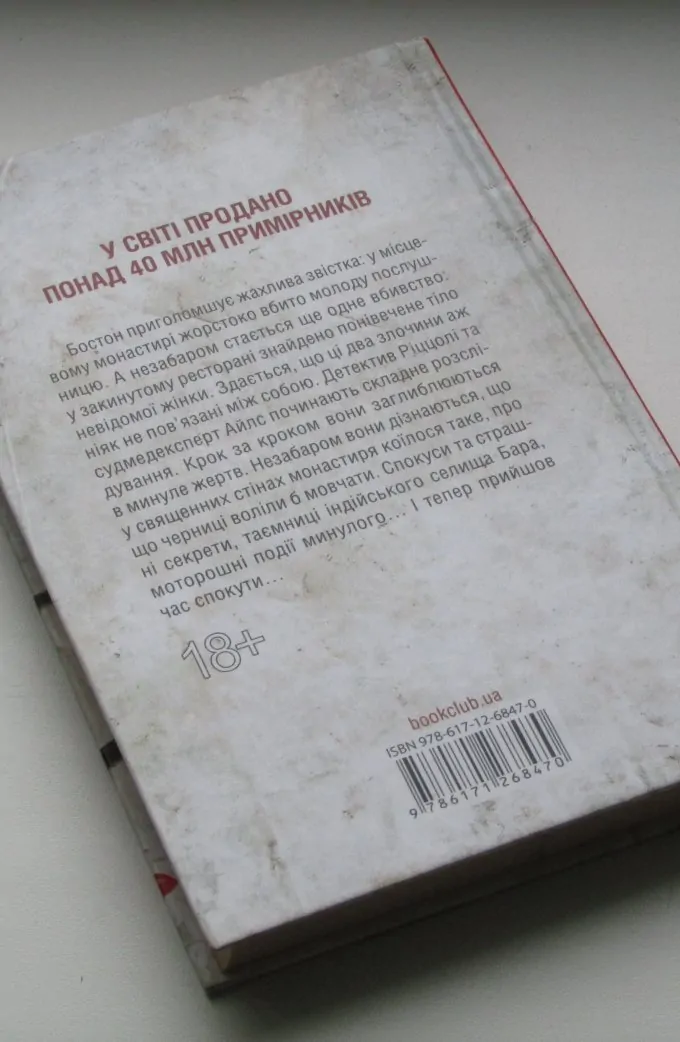 У СВІТІ ПРОДАНО
ПОНАД 40 МЛН ПРИМІРНИКІВ
Бостон приголомшує жахлива звістка: у місце-
вому монастирі жорстоко вбито молоду послуш-
ницю. А незабаром стається ще одне вбивство:
у закинутому ресторані знайдено понівечене тіло
невідомої жінки. Здається, що ці два злочини аж
ніяк не пов'язані між собою. Детектив Ріццолі та
судмедексперт Айлс починають складне розслі-
дування. Крок за кроком вони заглиблюються
в минуле жертв. Незабаром вони дізнаються, що
у священних стінах монастиря коїлося таке, про
що черниці воліли б мовчати. Спокуси та страш-
ні секрети, таємниці індійського селища Бара,
моторошні події минулого... І тепер прийшов
час спокути...
18+
bookclub.ua
ISBN 978-617-12-6847-0
9 786171 268470